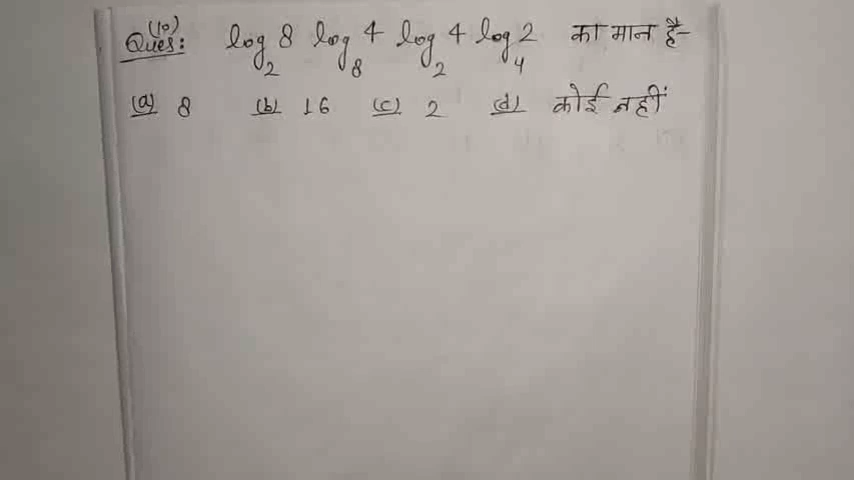 Ques:(10) log₂8 log₈4 log₂4 log₄2 का मान है-
(a) 8 (b) 16 (c) 2 (d) कोई नहीं